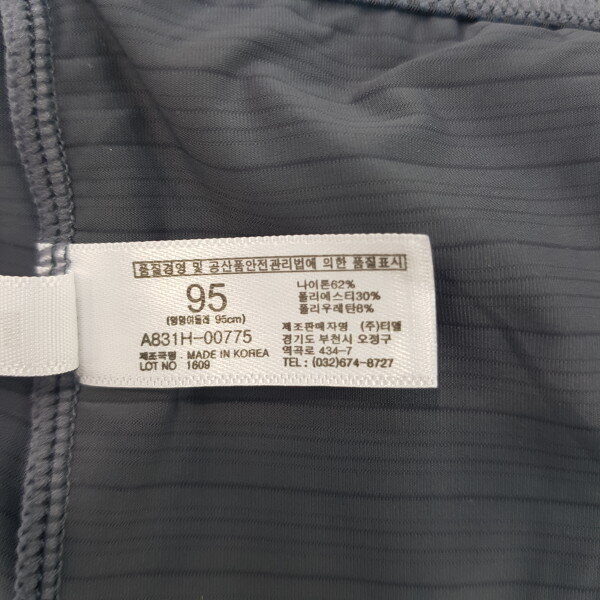 품질경영 및 공산품안전관리법에 의한 품질표시
95
(엉덩이둘레 95cm)
A831H-00775
제조국명 : MADE IN KOREA
LOT NO 1609
나이론62%
폴리에스터30%
폴리우레탄8%
제조판매자명 (주)티엘
경기도 부천시 오정구
역곡로 434-7
TEL : (032)674-8727